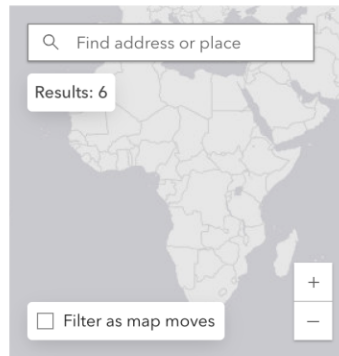 Find address or place
Results: 6
+
−
Filter as map moves